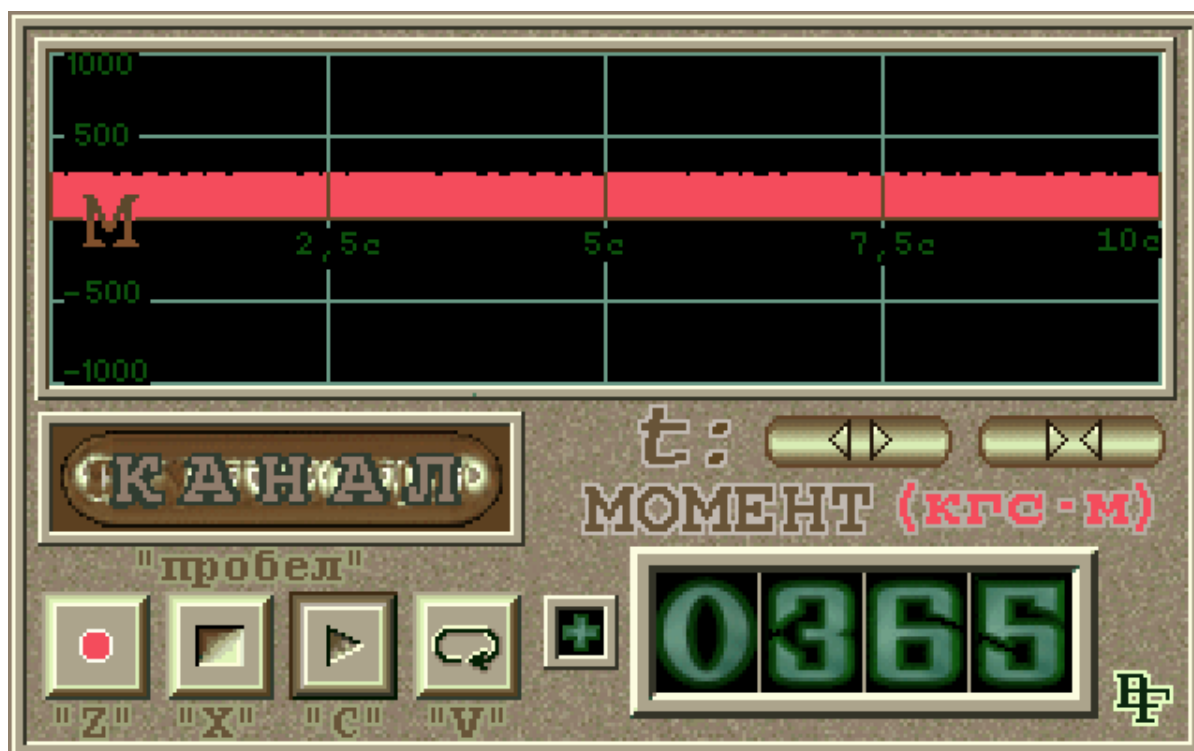 1000
500
М
2,5с 5с 7,5с 10с
-500
-1000
КАНАЛ
t:
МОМЕНТ (кгс·м)
"пробел"
+ 0365
"Z" "X" "C" "V"